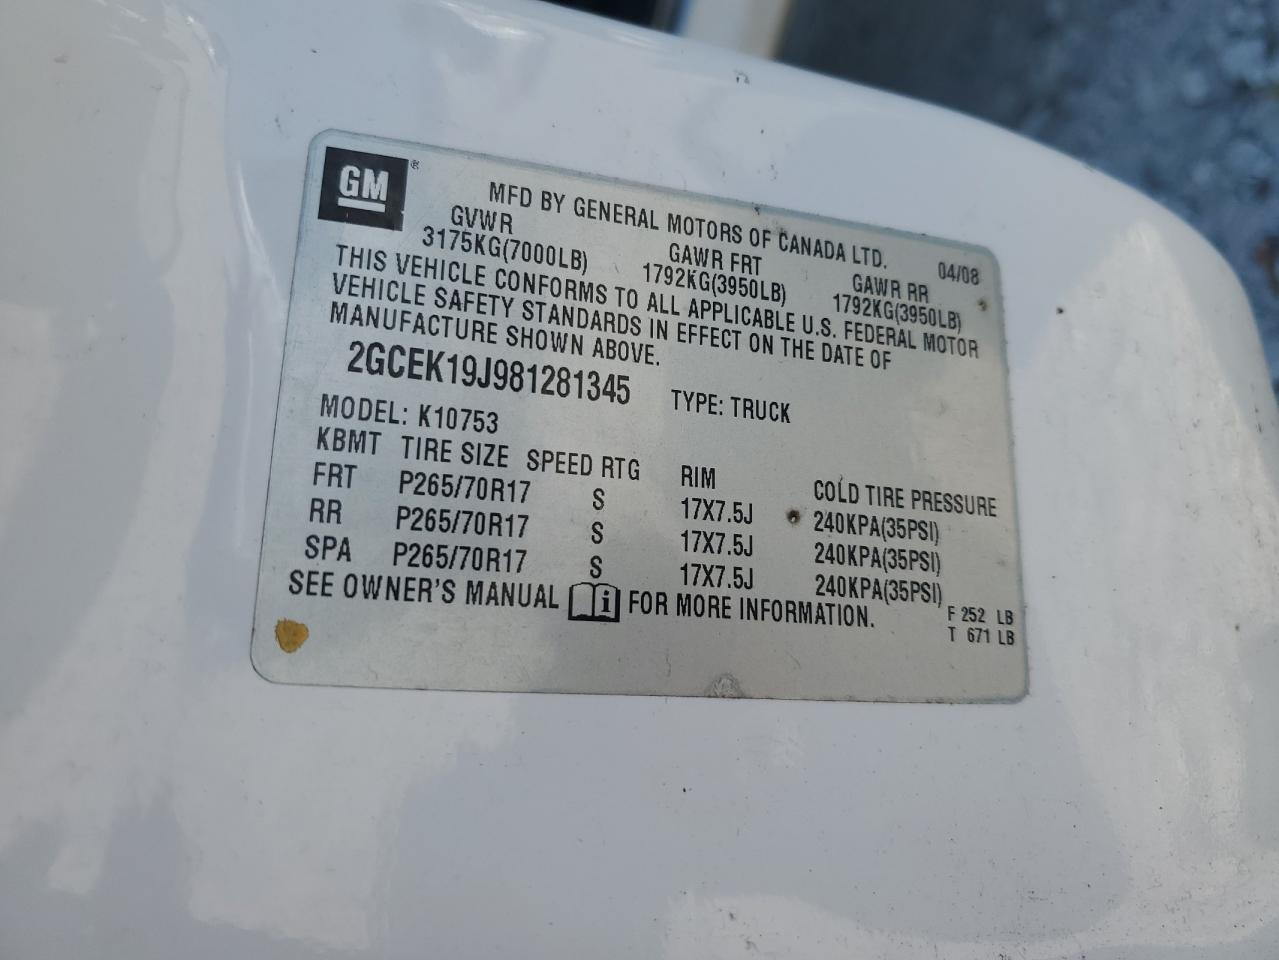 GM ®
MFD BY GENERAL MOTORS OF CANADA LTD.
04/08
GVWR GAWR FRT GAWR RR
3175KG(7000LB) 1792KG(3950LB) 1792KG(3950LB)
THIS VEHICLE CONFORMS TO ALL APPLICABLE U.S. FEDERAL MOTOR
VEHICLE SAFETY STANDARDS IN EFFECT ON THE DATE OF
MANUFACTURE SHOWN ABOVE.
2GCEK19J981281345 TYPE: TRUCK
MODEL: K10753
KBMT TIRE SIZE SPEED RTG RIM COLD TIRE PRESSURE
FRT P265/70R17 S 17X7.5J 240KPA(35PSI)
RR P265/70R17 S 17X7.5J 240KPA(35PSI)
SPA P265/70R17 S 17X7.5J 240KPA(35PSI)
SEE OWNER'S MANUAL i FOR MORE INFORMATION.
F 252 LB
T 671 LB